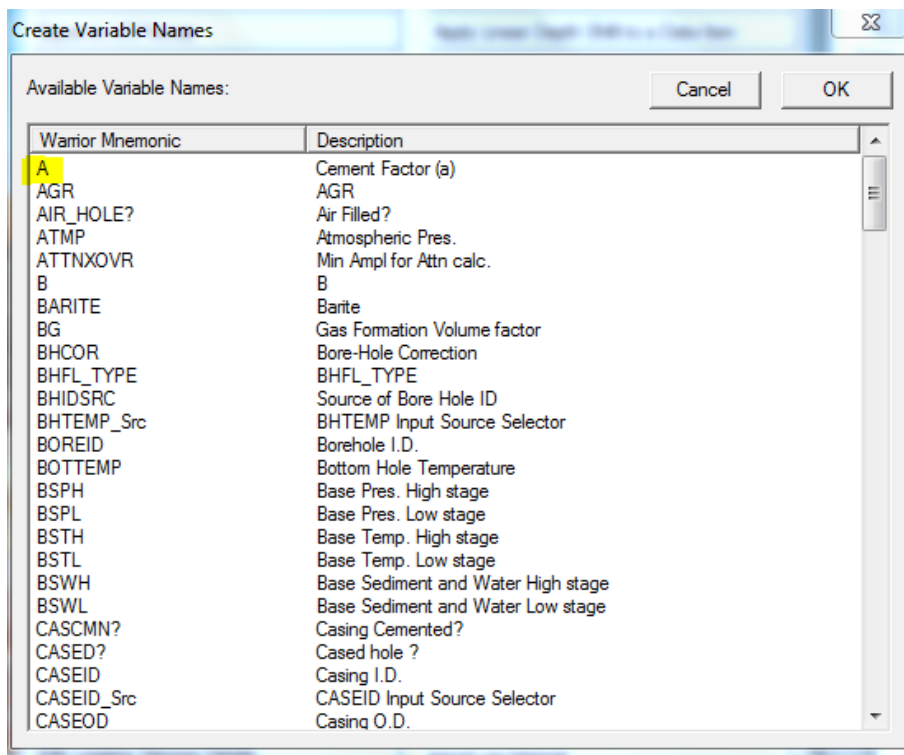 Create Variable Names
Available Variable Names:
Cancel OK
Warrior Mnemonic Description
A Cement Factor (a)
AGR AGR
AIR_HOLE? Air Filled?
ATMP Atmospheric Pres.
ATTNXOVR Min Ampl for Attn calc.
B B
BARITE Barite
BG Gas Formation Volume factor
BHCOR Bore-Hole Correction
BHFL_TYPE BHFL_TYPE
BHIDSRC Source of Bore Hole ID
BHTEMP_Src BHTEMP Input Source Selector
BOREID Borehole I.D.
BOTTEMP Bottom Hole Temperature
BSPH Base Pres. High stage
BSPL Base Pres. Low stage
BSTH Base Temp. High stage
BSTL Base Temp. Low stage
BSWH Base Sediment and Water High stage
BSWL Base Sediment and Water Low stage
CASCMN? Casing Cemented?
CASED? Cased hole ?
CASEID Casing I.D.
CASEID_Src CASEID Input Source Selector
CASEOD Casing O.D.